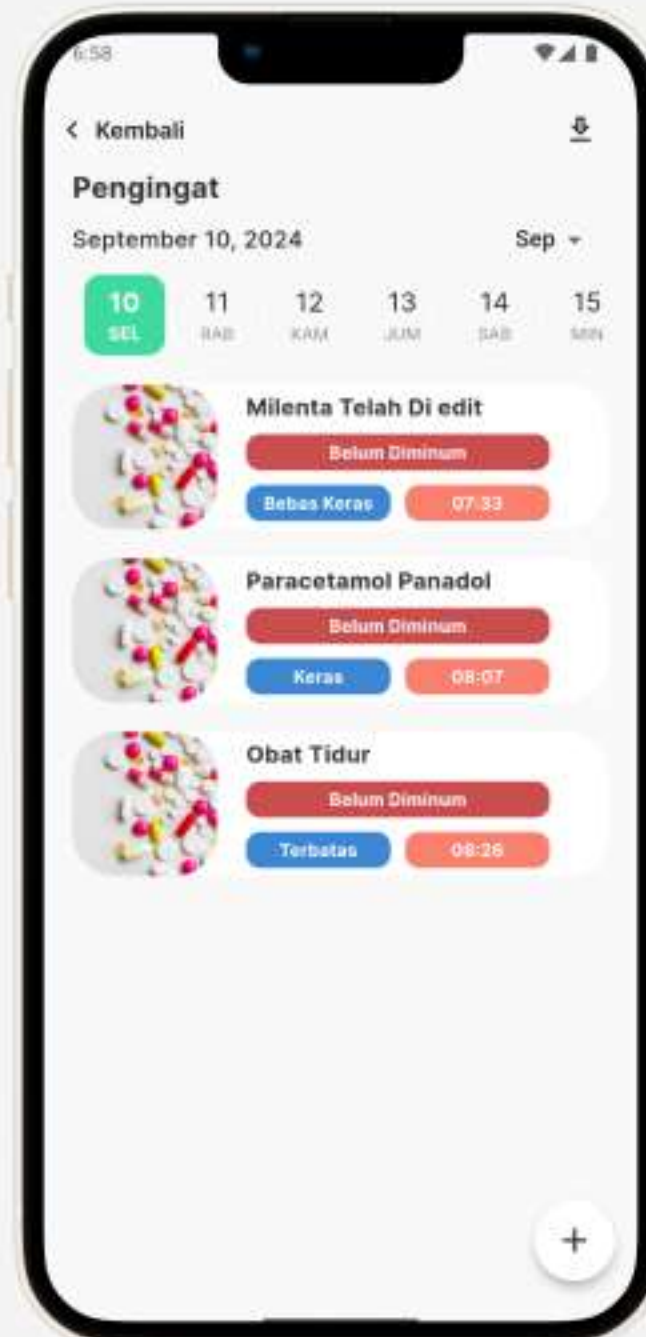 6:58
Kembali
Pengingat
September 10, 2024 Sep
10 11 12 13 14 15
SEL RAB KAM JUM SAB MIN
Milenta Telah Di edit
Belum Diminum
Bebas Keras 07:33
Paracetamol Panadol
Belum Diminum
Keras 08:07
Obat Tidur
Belum Diminum
Terbatas 08:26